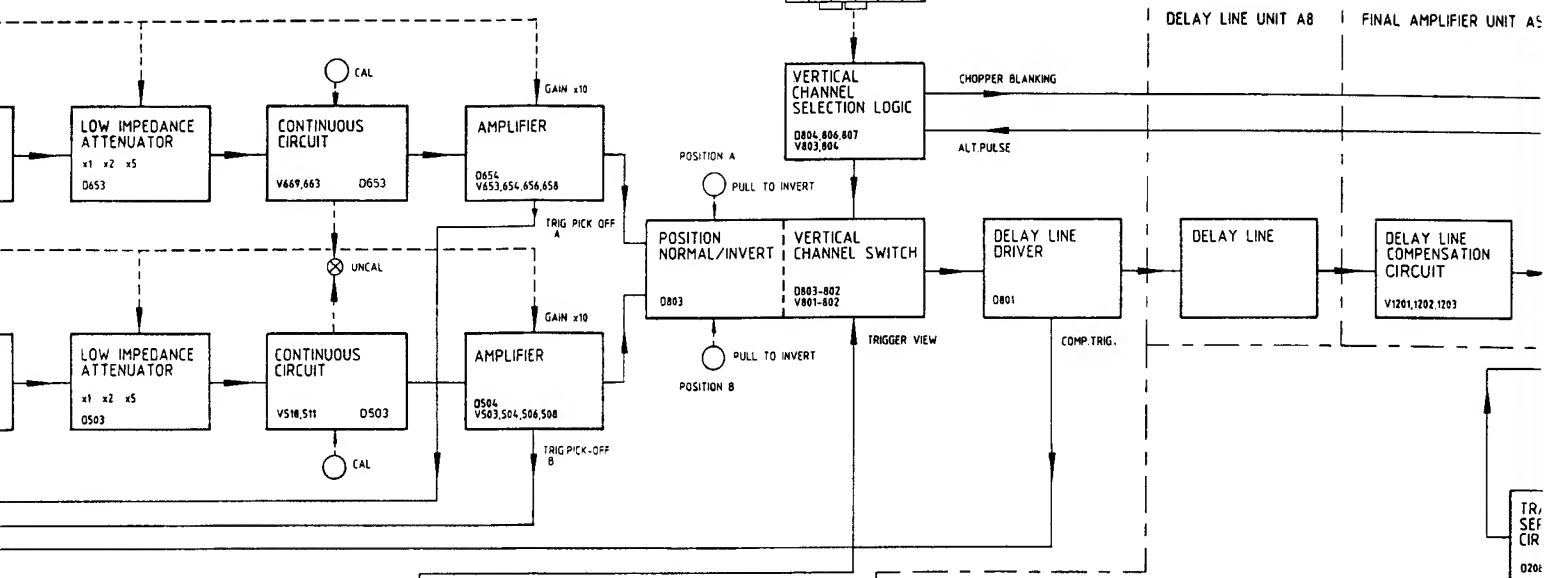 DELAY LINE UNIT A8
FINAL AMPLIFIER UNIT
CAL
GAIN x10
VERTICAL
CHANNEL
SELECTION LOGIC
D804,806,807
V803,804
CHOPPER BLANKING
ALT.PULSE
LOW IMPEDANCE
ATTENUATOR
x1 x2 x5
D653
CONTINUOUS
CIRCUIT
V669,663 D653
AMPLIFIER
D654
V653,654,656,658
TRIG PICK OFF
A
POSITION A
PULL TO INVERT
UNCAL
POSITION
NORMAL/INVERT
D803
VERTICAL
CHANNEL SWITCH
D803-802
V801-802
DELAY LINE
DRIVER
D801
DELAY LINE
DELAY LINE
COMPENSATION
CIRCUIT
V1201,1202,1203
GAIN x10
LOW IMPEDANCE
ATTENUATOR
x1 x2 x5
D503
CONTINUOUS
CIRCUIT
V518,511 D503
AMPLIFIER
D504
V503,504,506,508
PULL TO INVERT
POSITION B
TRIGGER VIEW
COMP.TRIG.
CAL
TRIG PICK-OFF
B
CIR